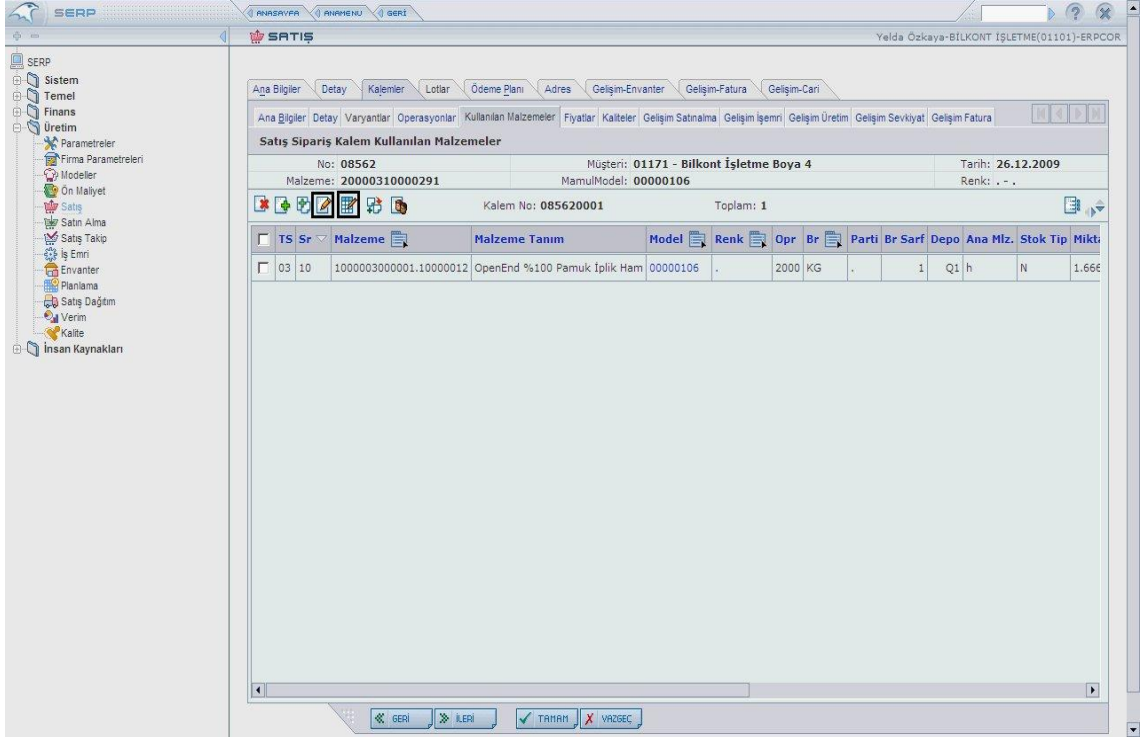 SERP
ANASAYFA ANAMENU GERİ
SATIŞ
Yelda Özkaya-BİLKONT İŞLETME(01101)-ERPCOR
SERP
Sistem
Temel
Finans
Üretim
Parametreler
Firma Parametreleri
Modeller
Ön Maliyet
Satış
Satın Alma
Satış Takip
İş Emri
Envanter
Planlama
Satış Dağıtım
Verim
Kalite
İnsan Kaynakları
Ana Bilgiler Detay Kalemler Lotlar Ödeme Planı Adres Gelişim-Envanter Gelişim-Fatura Gelişim-Cari
Ana Bilgiler Detay Varyantlar Operasyonlar Kullanılan Malzemeler Fiyatlar Kaliteler Gelişim Satınalma Gelişim İşemri Gelişim Üretim Gelişim Sevkiyat Gelişim Fatura
Satış Sipariş Kalem Kullanılan Malzemeler
No: 08562 Müşteri: 01171 - Bilkont İşletme Boya 4 Tarih: 26.12.2009
Malzeme: 20000310000291 MamulModel: 00000106 Renk: . - .
Kalem No: 085620001 Toplam: 1
TS Sr Malzeme Malzeme Tanım Model Renk Opr Br Parti Br Sarf Depo Ana Mlz. Stok Tip Mikta
03 10 1000003000001.10000012 OpenEnd %100 Pamuk İplik Ham 00000106 . 2000 KG . 1 Q1 h N 1.666
GERİ İLERİ TAMAM VAZGEÇ